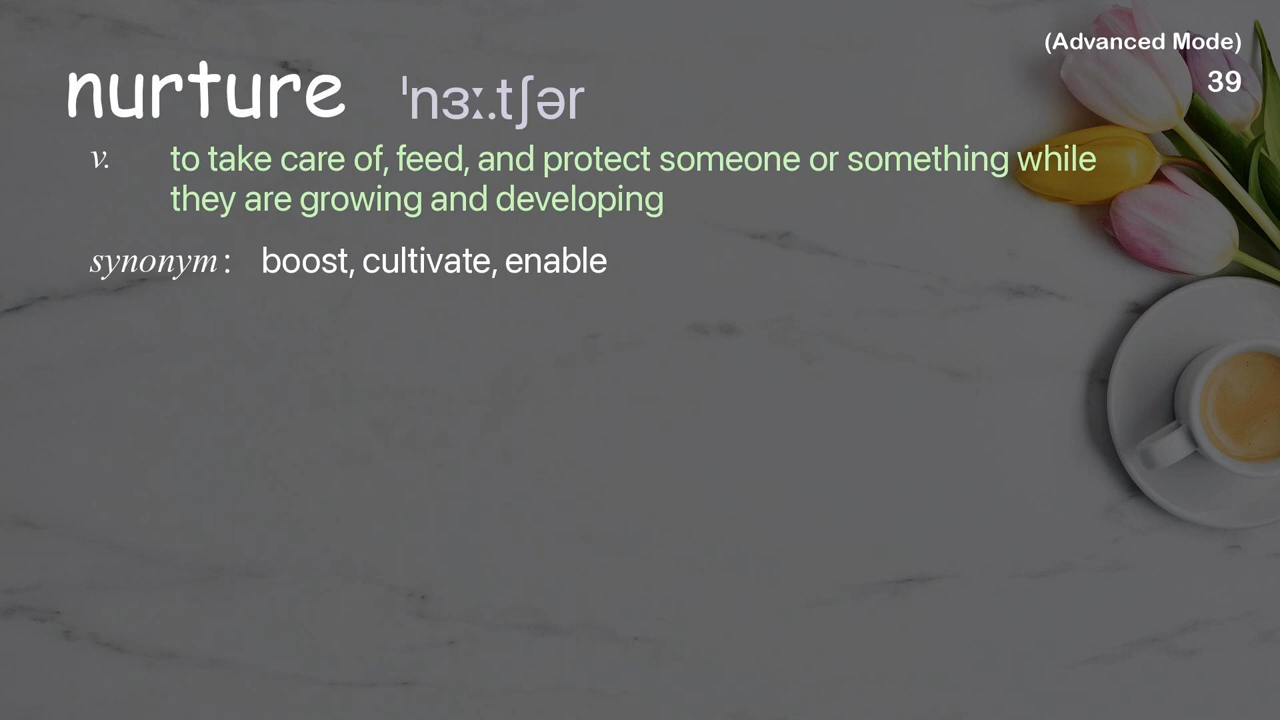 (Advanced Mode)
39
nurture ˈnɜː.tʃər
v. to take care of, feed, and protect someone or something while
they are growing and developing
synonym: boost, cultivate, enable